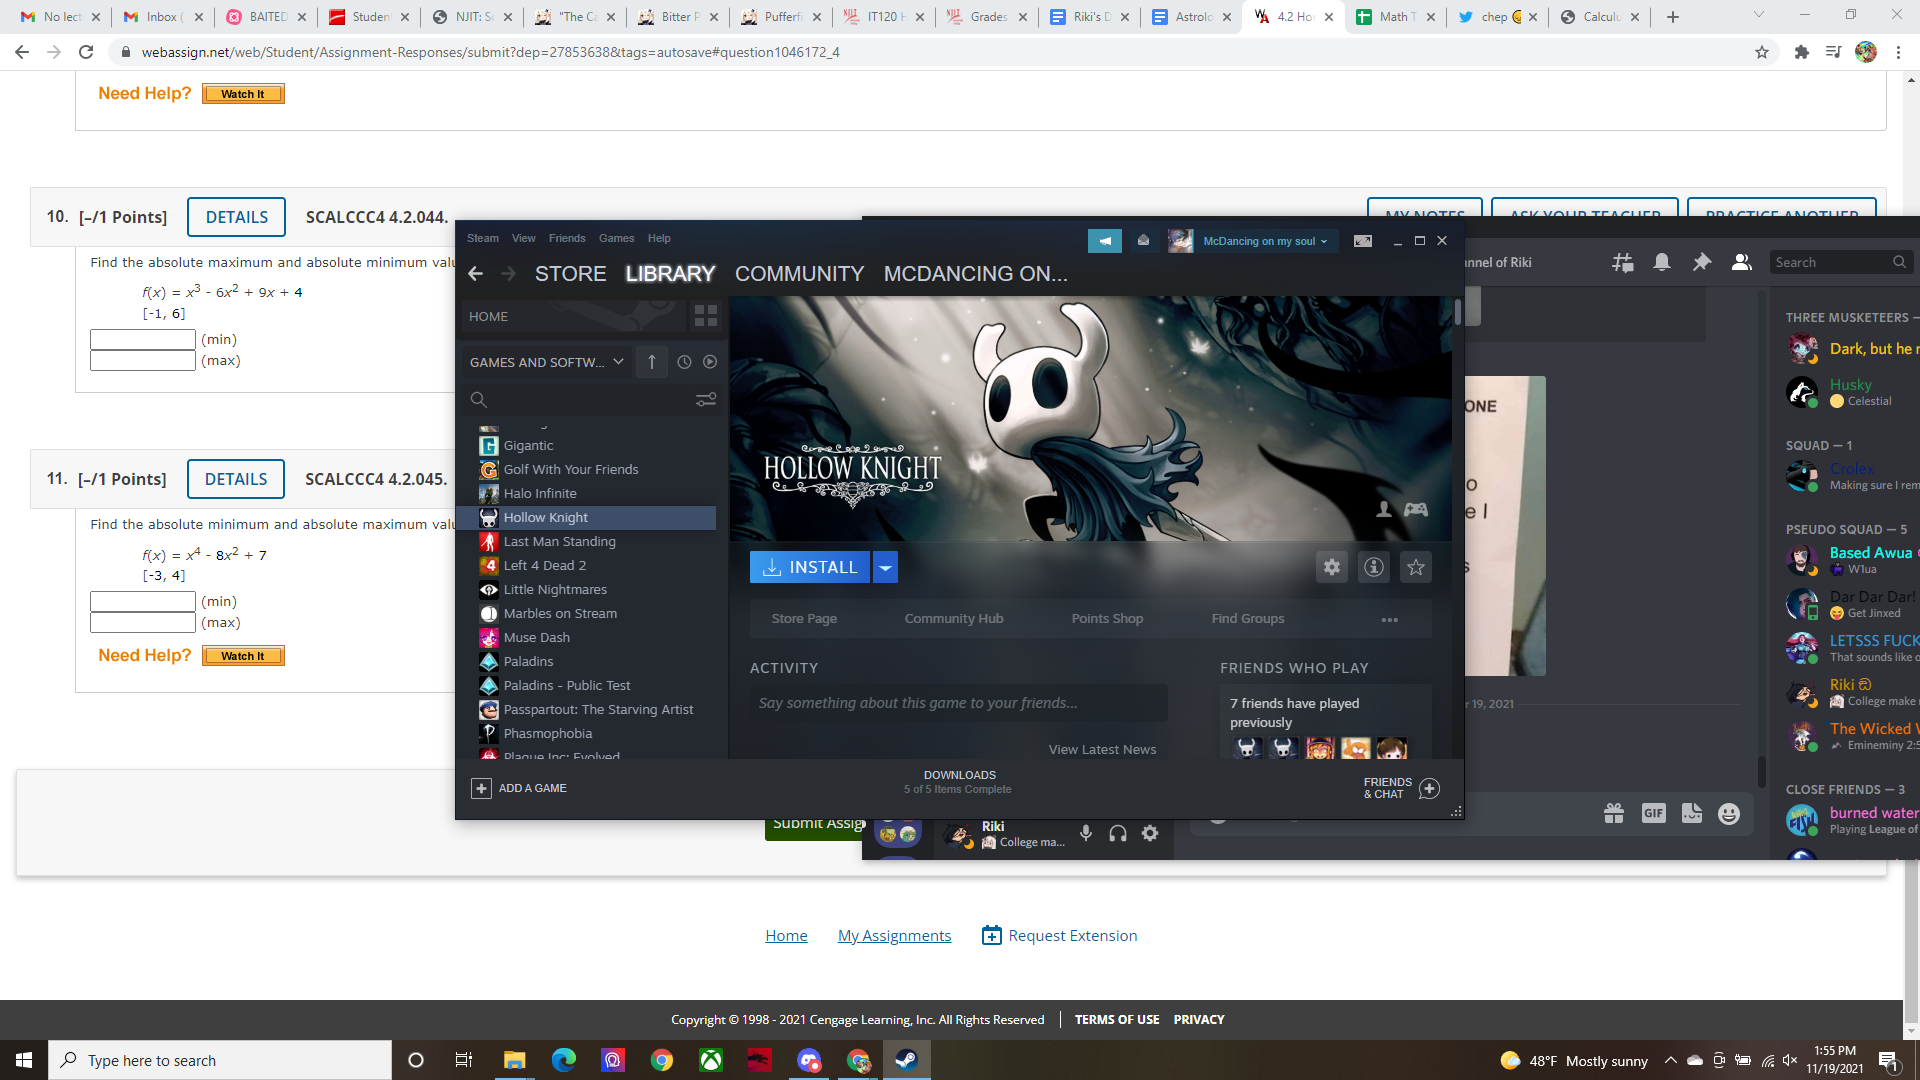 No lect
Inbox (
BAITED
Studen
NJIT: Sc
"The Ca
Bitter P
Pufferfi
IT120 H
Grades
Riki's D
Astrolo
4.2 Ho
Math T
chep
Calculu
webassign.net/web/Student/Assignment-Responses/submit?dep=27853638&tags=autosave#question1046172_4
Need Help? Watch It
10. [–/1 Points] DETAILS SCALCCC4 4.2.044.
MY NOTES ASK YOUR TEACHER PRACTICE ANOTHER
Find the absolute maximum and absolute minimum valu
f(x) = x³ - 6x² + 9x + 4
[-1, 6]
(min)
(max)
11. [–/1 Points] DETAILS SCALCCC4 4.2.045.
Find the absolute minimum and absolute maximum valu
f(x) = x⁴ - 8x² + 7
[-3, 4]
(min)
(max)
Need Help? Watch It
Submit Assig
Home My Assignments Request Extension
Copyright © 1998 - 2021 Cengage Learning, Inc. All Rights Reserved TERMS OF USE PRIVACY
Steam View Friends Games Help
McDancing on my soul
STORE LIBRARY COMMUNITY MCDANCING ON...
HOME
GAMES AND SOFTW...
Gigantic
Golf With Your Friends
Halo Infinite
Hollow Knight
Last Man Standing
Left 4 Dead 2
Little Nightmares
Marbles on Stream
Muse Dash
Paladins
Paladins - Public Test
Passpartout: The Starving Artist
Phasmophobia
Plague Inc: Evolved
HOLLOW KNIGHT
INSTALL
Store Page Community Hub Points Shop Find Groups
ACTIVITY
Say something about this game to your friends...
View Latest News
FRIENDS WHO PLAY
7 friends have played
previously
ADD A GAME
DOWNLOADS
5 of 5 Items Complete
FRIENDS
& CHAT
nnel of Riki
Search
ONE
e I
r 19, 2021
GIF
Riki
College ma...
THREE MUSKETEERS —
Dark, but he r
Husky
Celestial
SQUAD — 1
Crolex
Making sure I rem
PSEUDO SQUAD — 5
Based Awua
W1ua
Dar Dar Dar!
Get Jinxed
LETSSS FUCK
That sounds like c
Riki
College make
The Wicked W
Emineminy 2:5
CLOSE FRIENDS — 3
burned water
Playing League of
Type here to search
48°F Mostly sunny
1:55 PM
11/19/2021
1